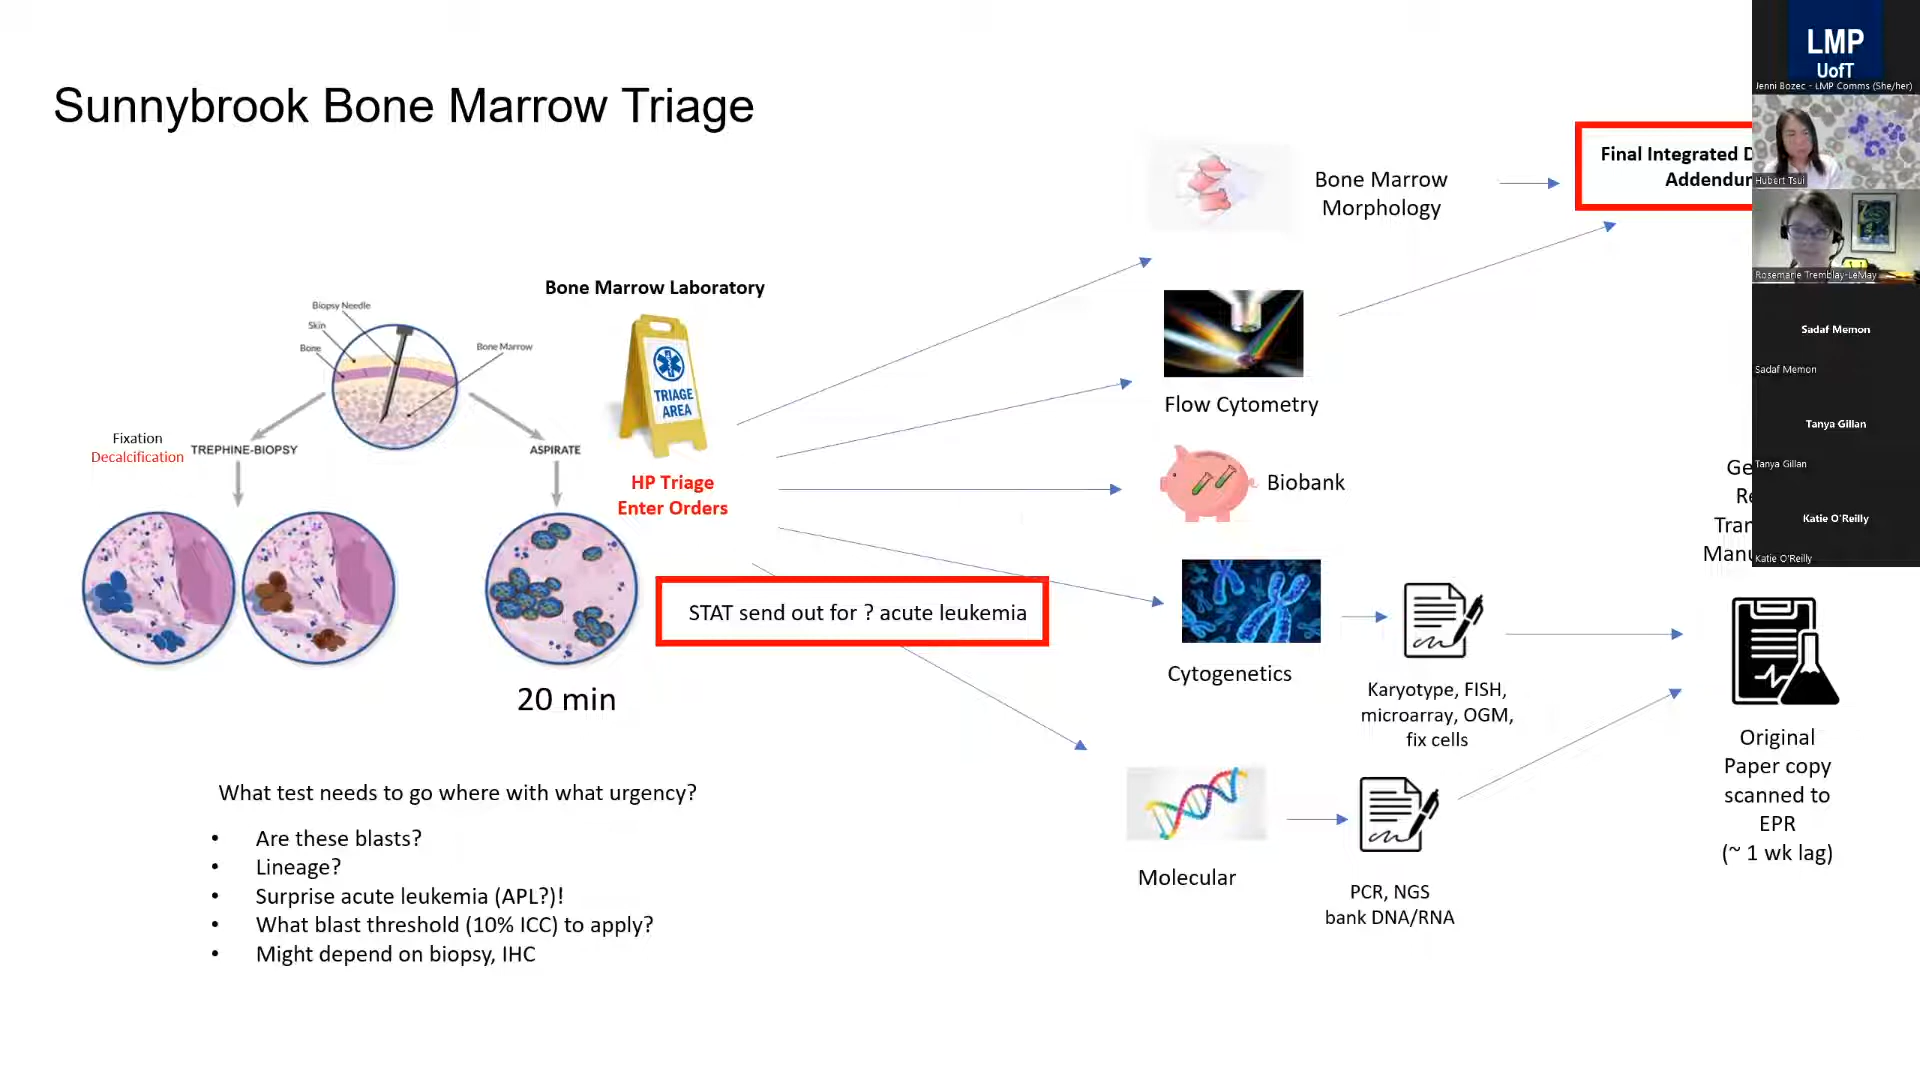 Sunnybrook Bone Marrow Triage
Biopsy Needle
Skin
Bone
Bone Marrow
Fixation
Decalcification
TREPHINE-BIOPSY
ASPIRATE
20 min
Bone Marrow Laboratory
TRIAGE
AREA
HP Triage
Enter Orders
STAT send out for ? acute leukemia
What test needs to go where with what urgency?
• Are these blasts?
• Lineage?
• Surprise acute leukemia (APL?)!
• What blast threshold (10% ICC) to apply?
• Might depend on biopsy, IHC
Bone Marrow
Morphology
Flow Cytometry
Biobank
Cytogenetics
Karyotype, FISH,
microarray, OGM,
fix cells
Molecular
PCR, NGS
bank DNA/RNA
Final Integrated
Original
Paper copy
scanned to
EPR
(~ 1 wk lag)
LMP
UofT
Jenni Bozec - LMP Comms (She/her)
Hubert Tsui
Rosemarie Tremblay-LeMay
Sadaf Memon
Sadaf Memon
Tanya Gillan
Tanya Gillan
Katie O'Reilly
Katie O'Reilly